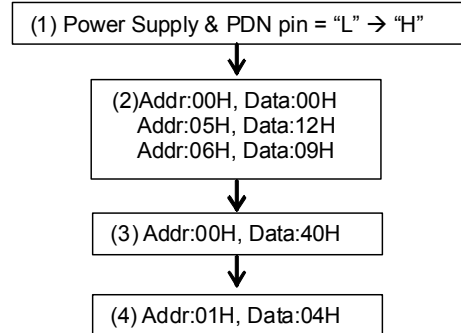 (1) Power Supply & PDN pin = “L” → “H”
(2)Addr:00H, Data:00H
Addr:05H, Data:12H
Addr:06H, Data:09H
(3) Addr:00H, Data:40H
(4) Addr:01H, Data:04H